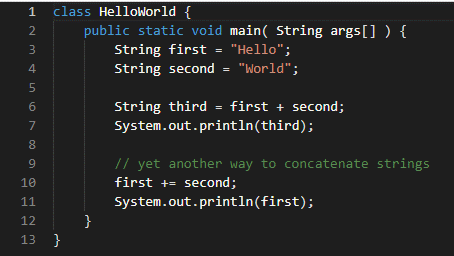 1 class HelloWorld {
2     public static void main( String args[] ) {
3         String first = "Hello";
4         String second = "World";
5
6         String third = first + second;
7         System.out.println(third);
8
9         // yet another way to concatenate strings
10         first += second;
11         System.out.println(first);
12     }
13 }